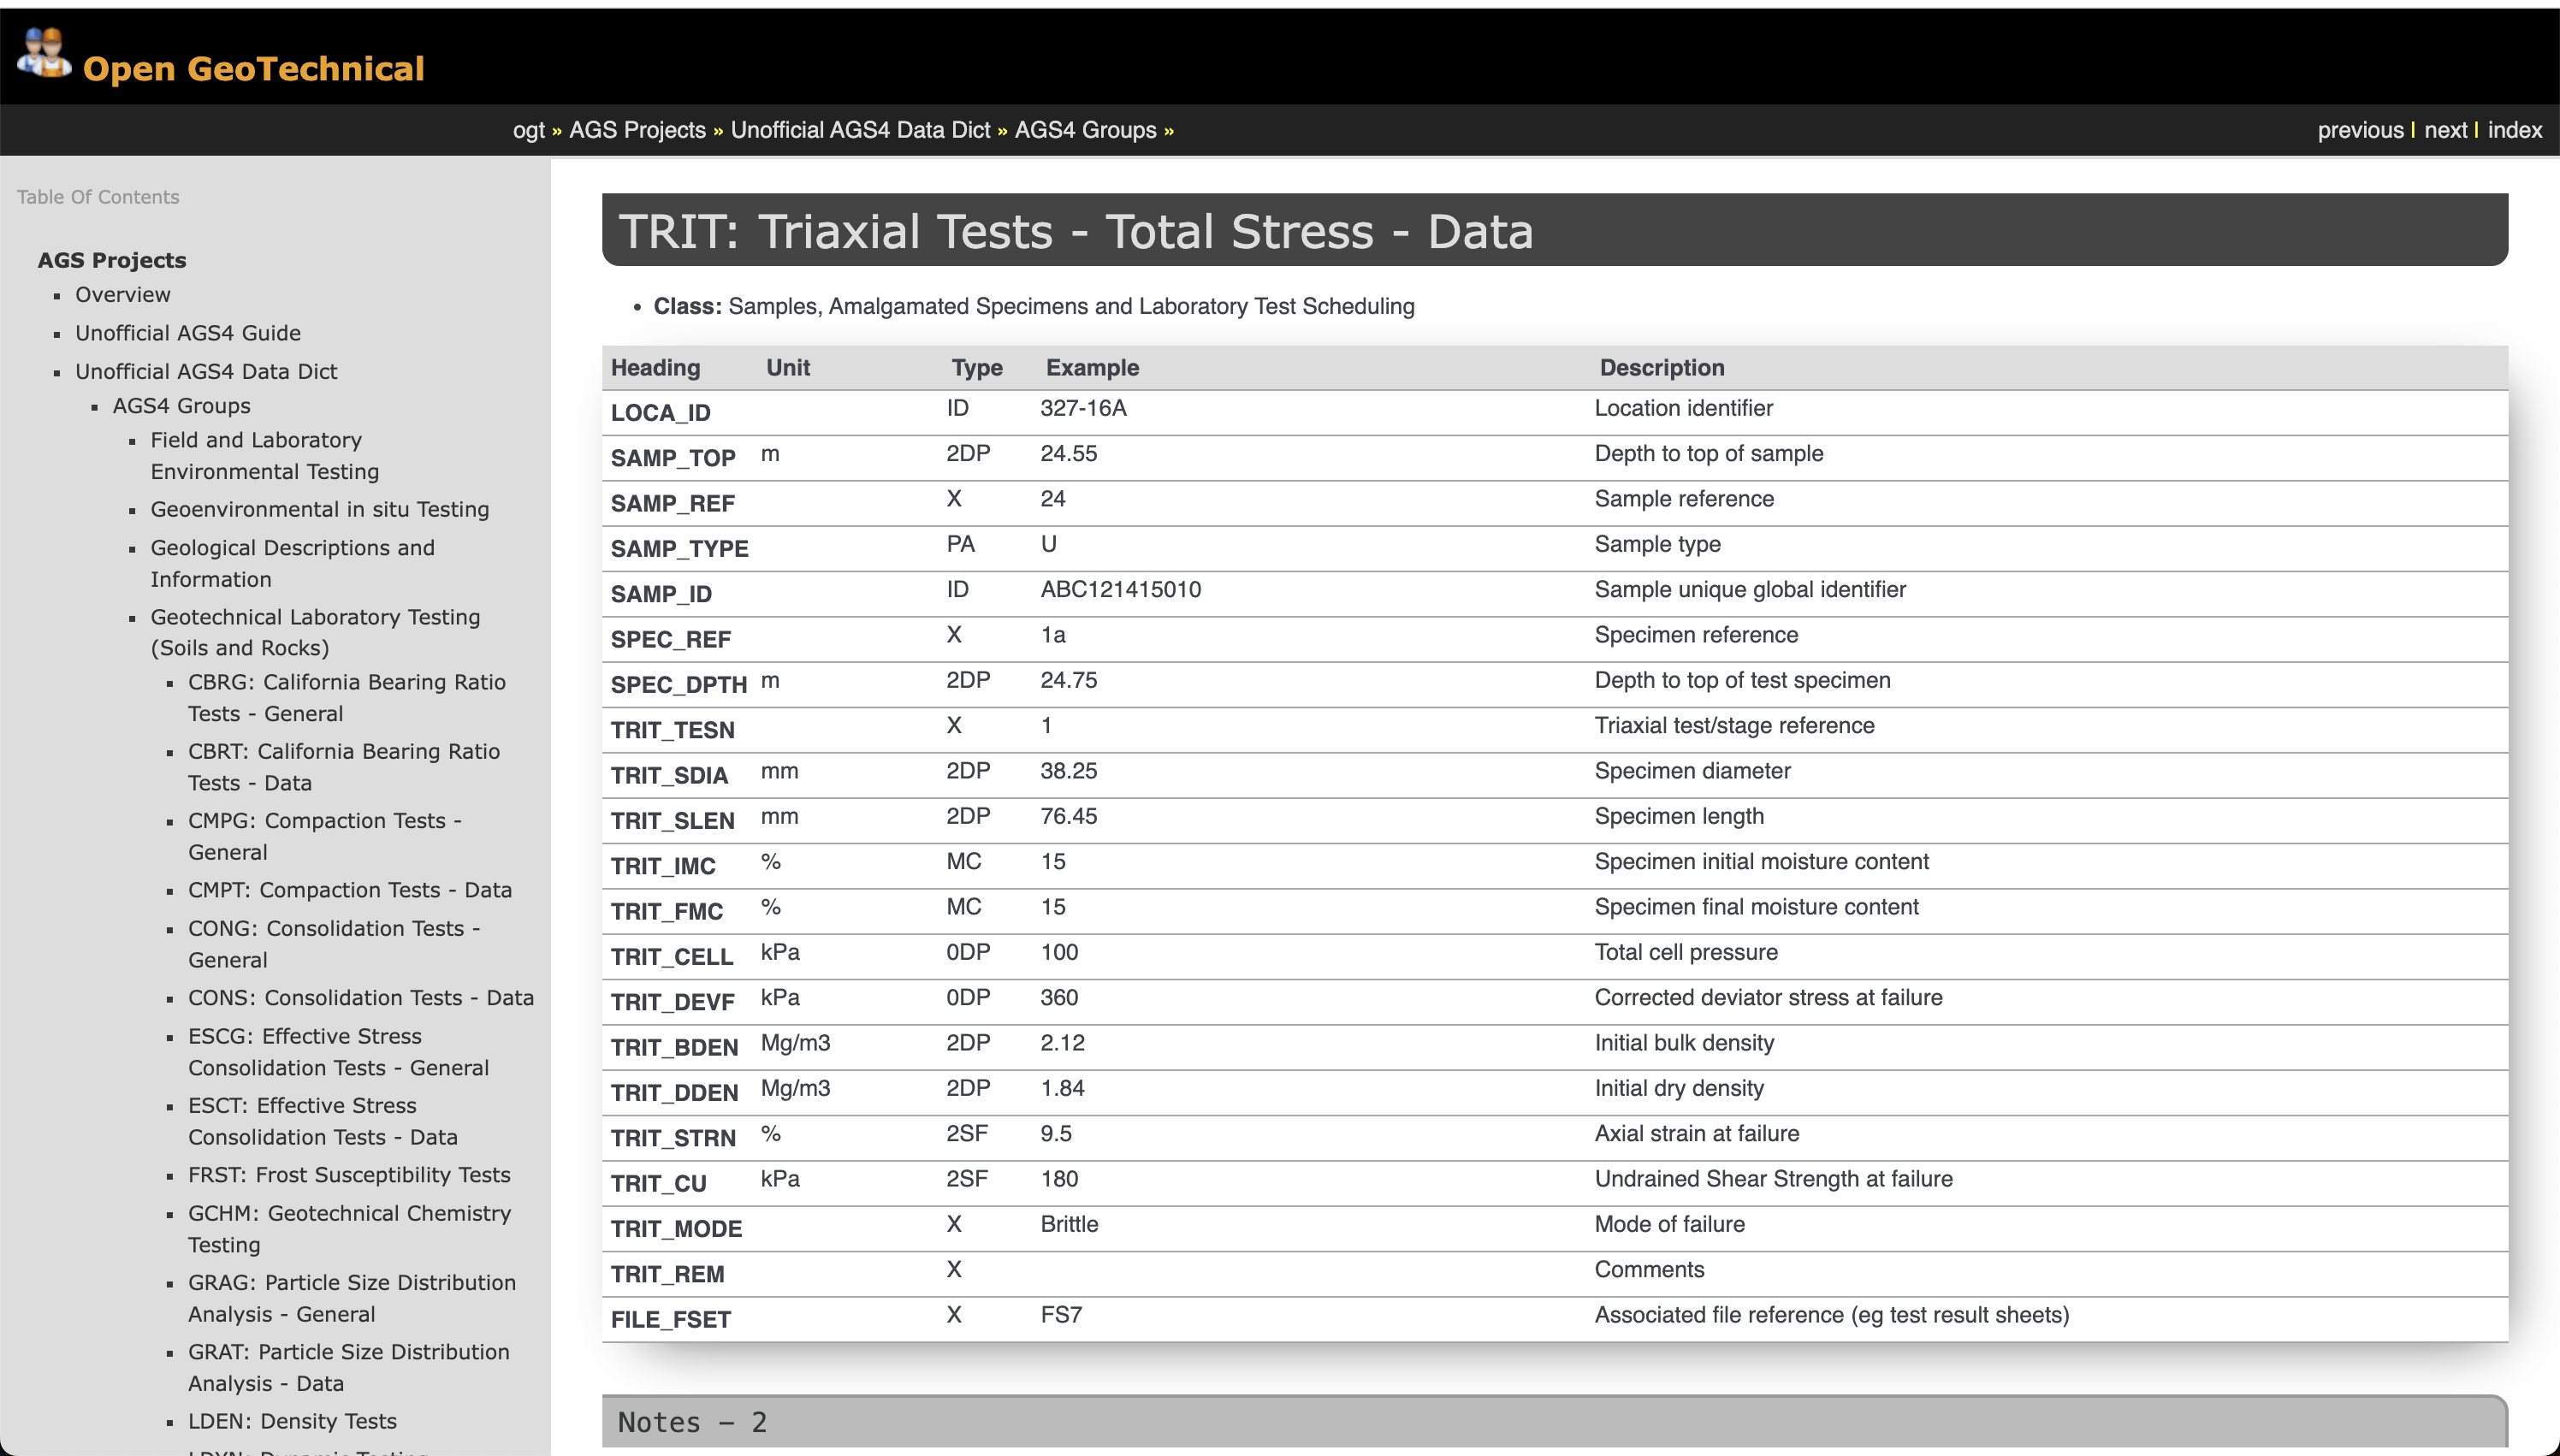 Open GeoTechnical
ogt » AGS Projects » Unofficial AGS4 Data Dict » AGS4 Groups »
previous | next | index
Table Of Contents
AGS Projects
Overview
Unofficial AGS4 Guide
Unofficial AGS4 Data Dict
AGS4 Groups
Field and Laboratory
Environmental Testing
Geoenvironmental in situ Testing
Geological Descriptions and
Information
Geotechnical Laboratory Testing
(Soils and Rocks)
CBRG: California Bearing Ratio
Tests - General
CBRT: California Bearing Ratio
Tests - Data
CMPG: Compaction Tests -
General
CMPT: Compaction Tests - Data
CONG: Consolidation Tests -
General
CONS: Consolidation Tests - Data
ESCG: Effective Stress
Consolidation Tests - General
ESCT: Effective Stress
Consolidation Tests - Data
FRST: Frost Susceptibility Tests
GCHM: Geotechnical Chemistry
Testing
GRAG: Particle Size Distribution
Analysis - General
GRAT: Particle Size Distribution
Analysis - Data
LDEN: Density Tests
TRIT: Triaxial Tests - Total Stress - Data
• Class: Samples, Amalgamated Specimens and Laboratory Test Scheduling
Heading Unit Type Example Description
LOCA_ID ID 327-16A Location identifier
SAMP_TOP m 2DP 24.55 Depth to top of sample
SAMP_REF X 24 Sample reference
SAMP_TYPE PA U Sample type
SAMP_ID ID ABC121415010 Sample unique global identifier
SPEC_REF X 1a Specimen reference
SPEC_DPTH m 2DP 24.75 Depth to top of test specimen
TRIT_TESN X 1 Triaxial test/stage reference
TRIT_SDIA mm 2DP 38.25 Specimen diameter
TRIT_SLEN mm 2DP 76.45 Specimen length
TRIT_IMC % MC 15 Specimen initial moisture content
TRIT_FMC % MC 15 Specimen final moisture content
TRIT_CELL kPa 0DP 100 Total cell pressure
TRIT_DEVF kPa 0DP 360 Corrected deviator stress at failure
TRIT_BDEN Mg/m3 2DP 2.12 Initial bulk density
TRIT_DDEN Mg/m3 2DP 1.84 Initial dry density
TRIT_STRN % 2SF 9.5 Axial strain at failure
TRIT_CU kPa 2SF 180 Undrained Shear Strength at failure
TRIT_MODE X Brittle Mode of failure
TRIT_REM X Comments
FILE_FSET X FS7 Associated file reference (eg test result sheets)
Notes – 2